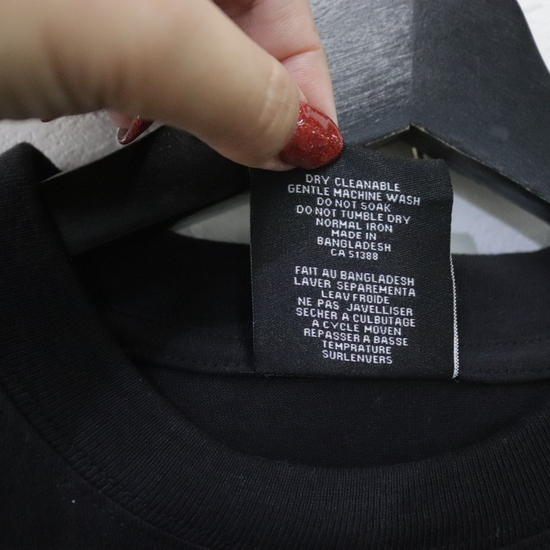 DRY CLEANABLE
GENTLE MACHINE WASH
DO NOT SOAK
DO NOT TUMBLE DRY
NORMAL IRON
MADE IN
BANGLADESH
CA 51388
FAIT AU BANGLADESH
LAVER SEPAREMENTA
LEAV FROIDE
NE PAS JAVELLISER
SECHER A CULBUTAGE
A CYCLE MOVEN
REPASSER A BASSE
TEMPRATURE
SURLENVERS